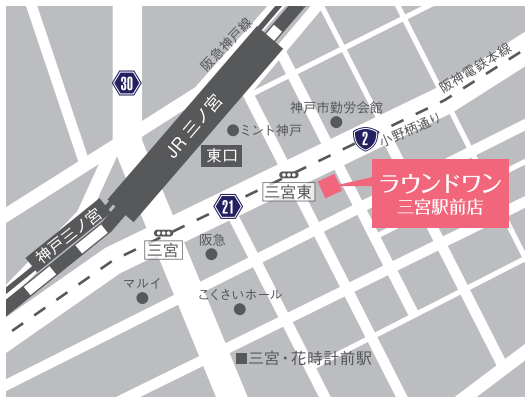 阪急神戸線
30
阪神電鉄本線
JR 三ノ宮
神戸市勤労会館
ミント神戸
2
小野柄通り
東口
ラウンドワン
三宮駅前店
三宮東
21
神戸三ノ宮
三宮
阪急
マルイ
こくさいホール
三宮・花時計前駅